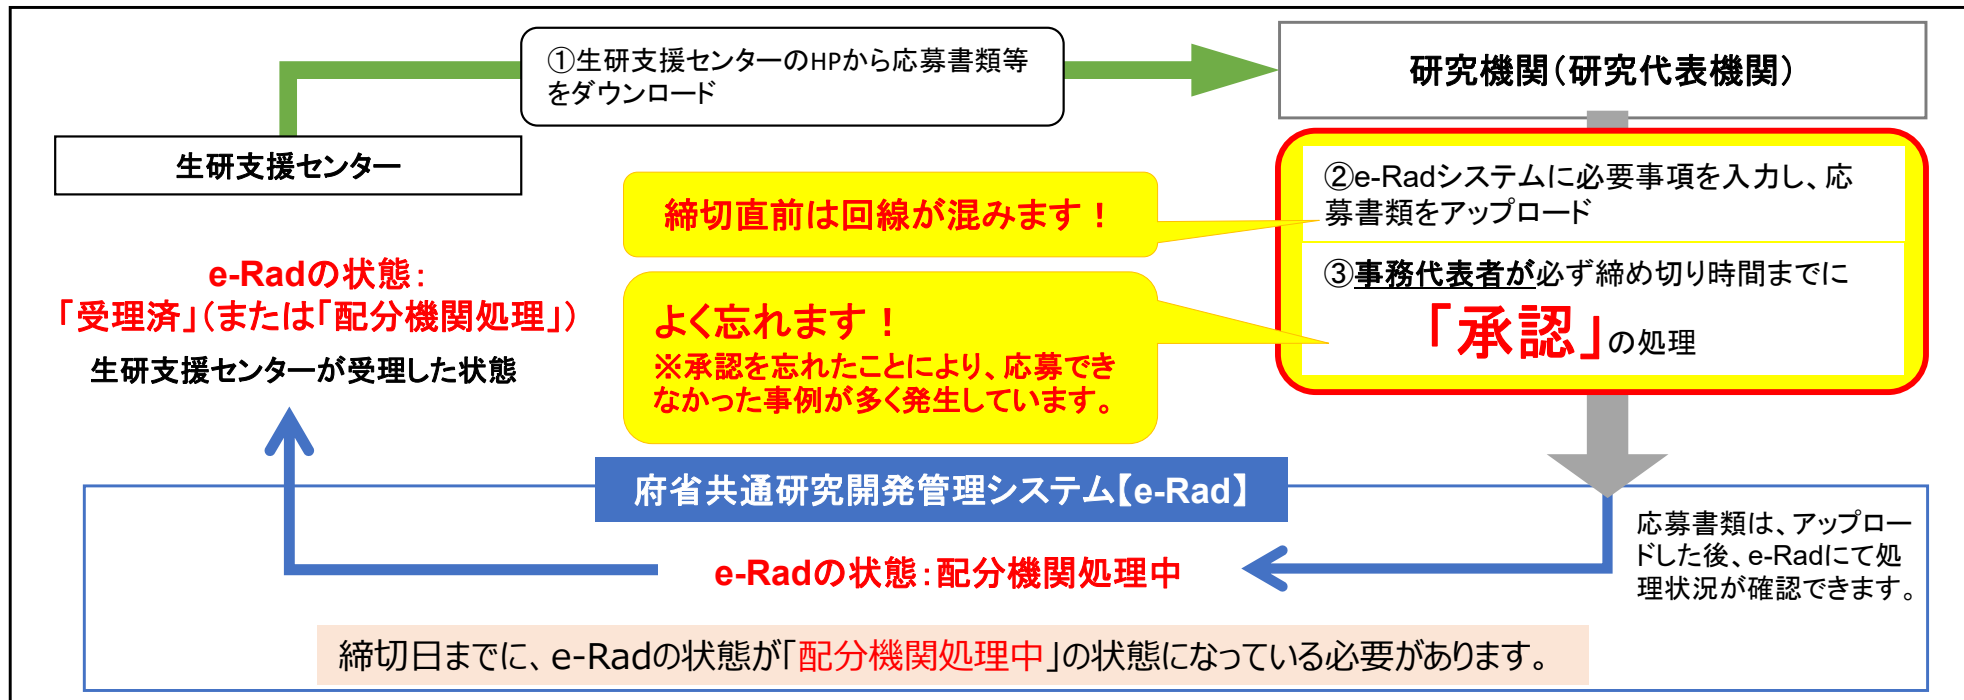 ①生研支援センターのHPから応募書類等
をダウンロード
研究機関(研究代表機関)
生研支援センター
②e-Radシステムに必要事項を入力し、応
募書類をアップロード
締切直前は回線が混みます！
③事務代表者が必ず締め切り時間までに
「承認」の処理
よく忘れます！
※承認を忘れたことにより、応募でき
なかった事例が多く発生しています。
e-Radの状態：
「受理済」(または「配分機関処理」)
生研支援センターが受理した状態
府省共通研究開発管理システム【e-Rad】
応募書類は、アップロー
ドした後、e-Radにて処
理状況が確認できます。
e-Radの状態：配分機関処理中
締切日までに、e-Radの状態が「配分機関処理中」の状態になっている必要があります。